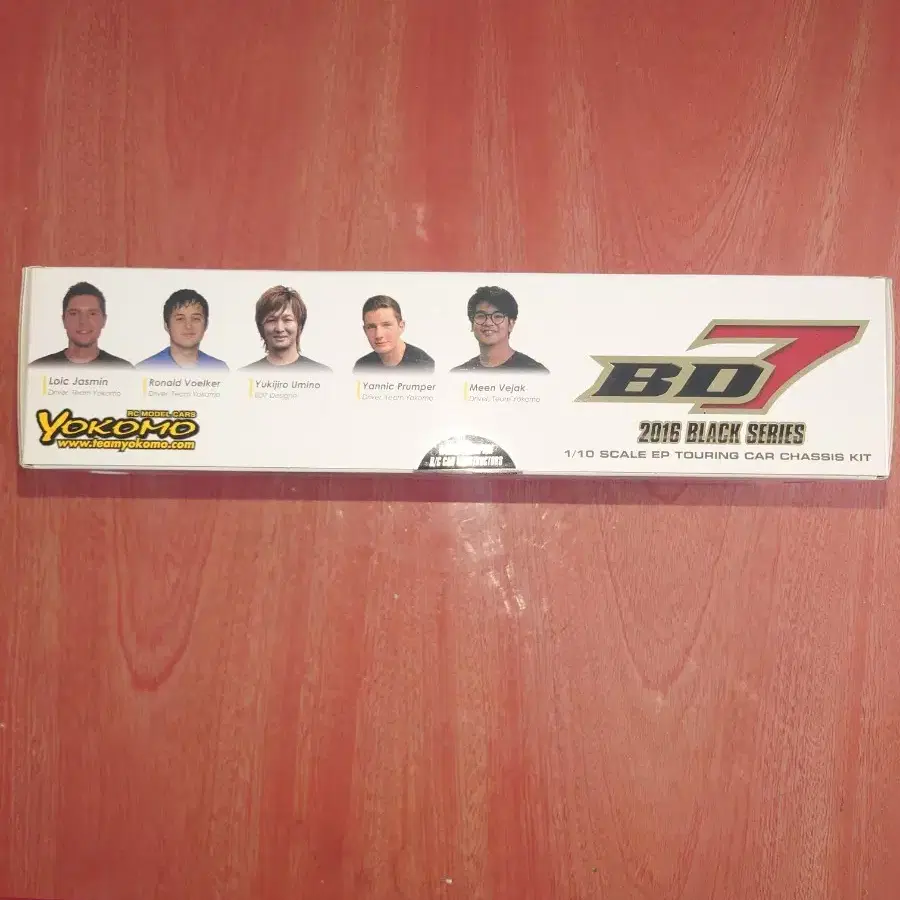 Loic Jasmin
Driver, Team Yokomo
Ronald Voelker
Driver, Team Yokomo
Yukijiro Umino
BD7 Designe
Yannic Prumper
Driver, Team Yokomo
Meen Vejak
Driver, Team Yokomo
RC MODEL CARS
YOKOMO
www.teamyokomo.com
R/C CAR
BD7
2016 BLACK SERIES
1/10 SCALE EP TOURING CAR CHASSIS KIT